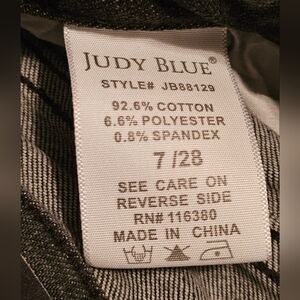 JUDY BLUE®
STYLE# JB88129
92.6% COTTON
6.6% POLYESTER
0.8% SPANDEX
7 /28
SEE CARE ON
REVERSE SIDE
RN# 116380
MADE IN CHINA